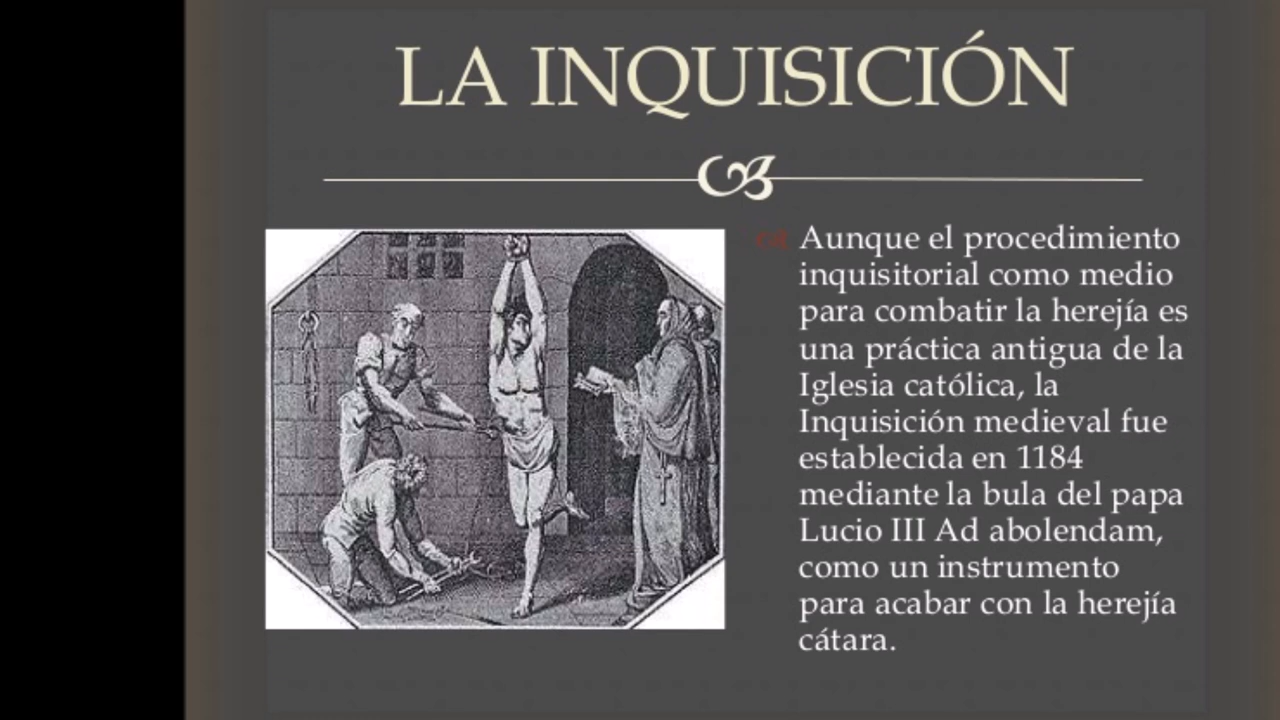 LA INQUISICIÓN
Aunque el procedimiento
inquisitorial como medio
para combatir la herejía es
una práctica antigua de la
Iglesia católica, la
Inquisición medieval fue
establecida en 1184
mediante la bula del papa
Lucio III Ad abolendam,
como un instrumento
para acabar con la herejía
cátara.